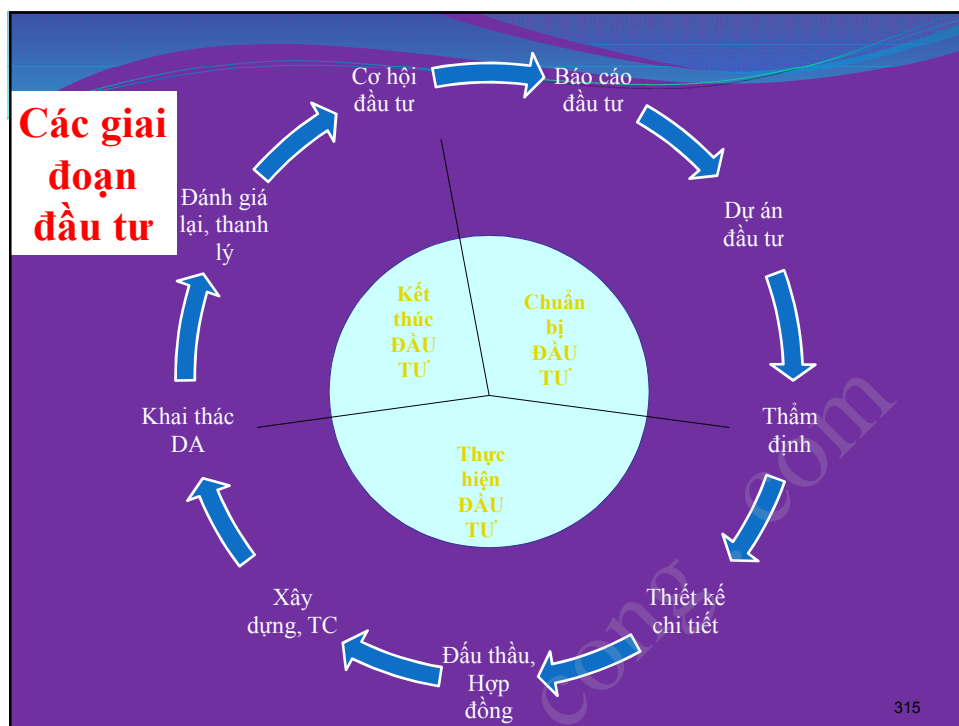 Các giai
đoạn
đầu tư
Cơ hội
đầu tư
Báo cáo
đầu tư
Dự án
đầu tư
Thẩm
định
Thiết kế
chi tiết
Đấu thầu,
Hợp
đồng
Xây
dựng, TC
Khai thác
DA
Đánh giá
lại, thanh
lý
Kết
thúc
ĐẦU
TƯ
Chuẩn
bị
ĐẦU
TƯ
Thực
hiện
ĐẦU
TƯ
cong . com
315